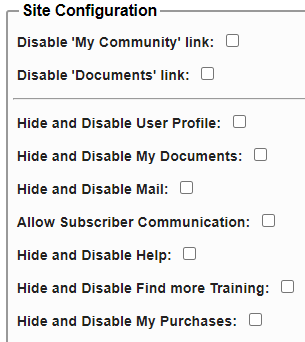 Site Configuration
Disable 'My Community' link:
Disable 'Documents' link:
Hide and Disable User Profile:
Hide and Disable My Documents:
Hide and Disable Mail:
Allow Subscriber Communication:
Hide and Disable Help:
Hide and Disable Find more Training:
Hide and Disable My Purchases: